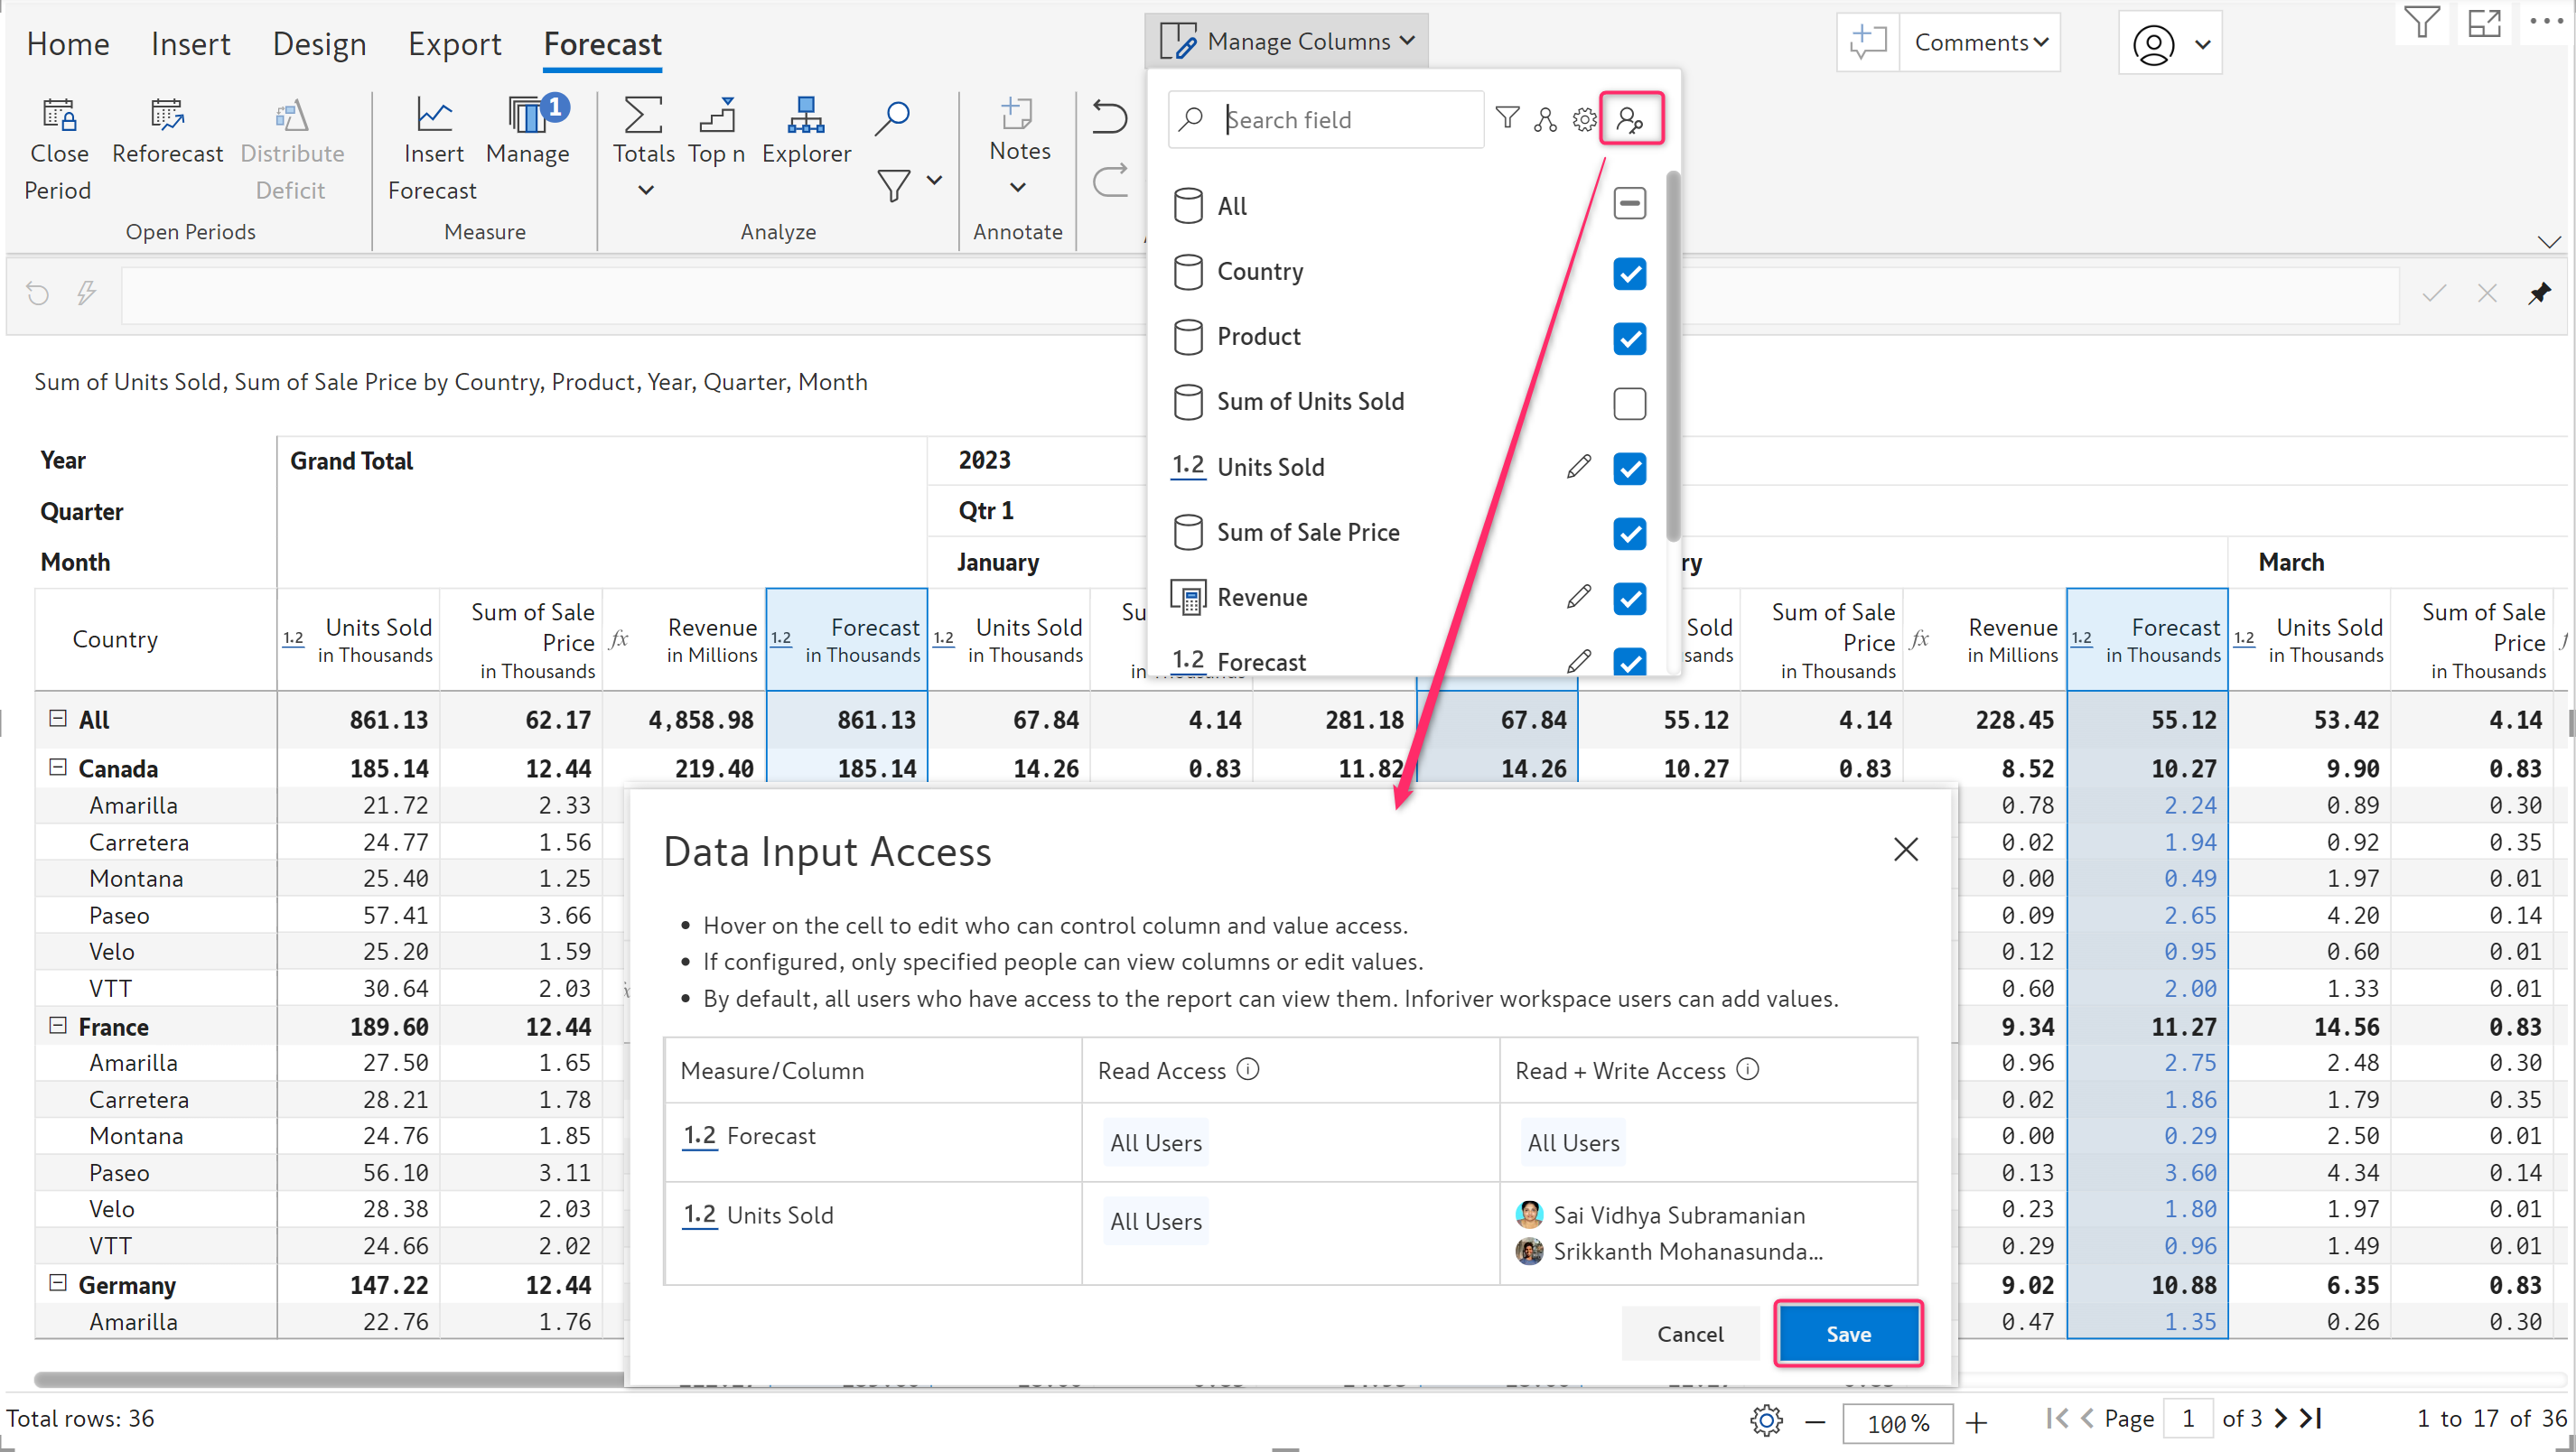 Home Insert Design Export Forecast
Manage Columns
Comments
Close Period
Reforecast
Distribute Deficit
Open Periods
Insert Forecast
Manage 1
Measure
Totals
Top n
Explorer
Analyze
Notes
Annotate
Search field
All
Country
Product
Sum of Units Sold
1.2 Units Sold
Sum of Sale Price
Revenue
1.2 Forecast
Sum of Units Sold, Sum of Sale Price by Country, Product, Year, Quarter, Month
Year Grand Total 2023
Quarter Qtr 1
Month January ry March
Country
1.2 Units Sold in Thousands
Sum of Sale Price in Thousands
fx Revenue in Millions
1.2 Forecast in Thousands
1.2 Units Sold in Thousands
Su
in Thousands
Sold
sands
Sum of Sale Price in Thousands
fx Revenue in Millions
1.2 Forecast in Thousands
1.2 Units Sold in Thousands
Sum of Sale Price in Thousands
All 861.13 62.17 4,858.98 861.13 67.84 4.14 281.18 67.84 55.12 4.14 228.45 55.12 53.42 4.14
Canada 185.14 12.44 219.40 185.14 14.26 0.83 11.82 14.26 10.27 0.83 8.52 10.27 9.90 0.83
Amarilla 21.72 2.33 0.78 2.24 0.89 0.30
Carretera 24.77 1.56 0.02 1.94 0.92 0.35
Montana 25.40 1.25 0.00 0.49 1.97 0.01
Paseo 57.41 3.66 0.09 2.65 4.20 0.14
Velo 25.20 1.59 0.12 0.95 0.60 0.01
VTT 30.64 2.03 0.60 2.00 1.33 0.01
France 189.60 12.44 9.34 11.27 14.56 0.83
Amarilla 27.50 1.65 0.96 2.75 2.48 0.30
Carretera 28.21 1.78 0.02 1.86 1.79 0.35
Montana 24.76 1.85 0.00 0.29 2.50 0.01
Paseo 56.10 3.11 0.13 3.60 4.34 0.14
Velo 28.38 2.03 0.23 1.80 1.97 0.01
VTT 24.66 2.02 0.29 0.96 1.49 0.01
Germany 147.22 12.44 9.02 10.88 6.35 0.83
Amarilla 22.76 1.76 0.47 1.35 0.26 0.30
Data Input Access
• Hover on the cell to edit who can control column and value access.
• If configured, only specified people can view columns or edit values.
• By default, all users who have access to the report can view them. Inforiver workspace users can add values.
Measure/Column Read Access Read + Write Access
1.2 Forecast All Users All Users
1.2 Units Sold All Users Sai Vidhya Subramanian
Srikkanth Mohanasunda...
Cancel Save
Total rows: 36
100 %
Page 1 of 3
1 to 17 of 36